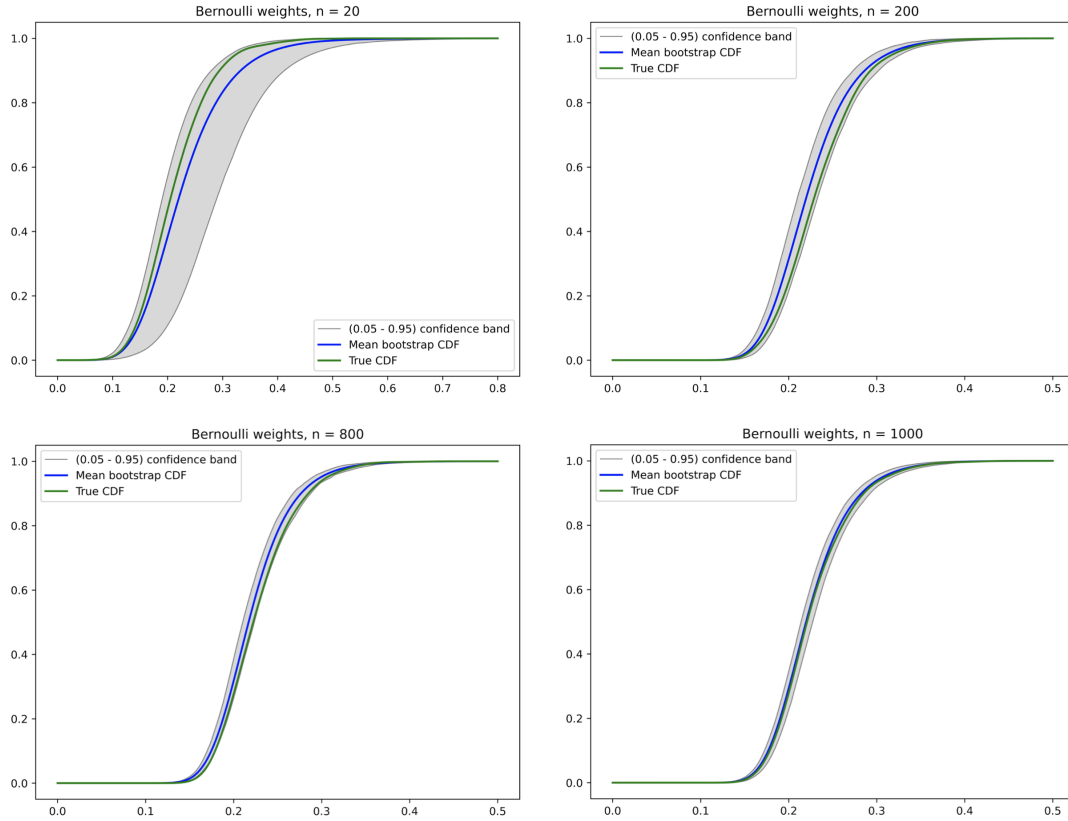 Bernoulli weights, n = 20
1.0
0.8
0.6
0.4
0.2
0.0
(0.05 - 0.95) confidence band
Mean bootstrap CDF
True CDF
0.0 0.1 0.2 0.3 0.4 0.5 0.6 0.7 0.8
Bernoulli weights, n = 200
(0.05 - 0.95) confidence band
Mean bootstrap CDF
True CDF
1.0
0.8
0.6
0.4
0.2
0.0
0.0 0.1 0.2 0.3 0.4 0.5
Bernoulli weights, n = 800
(0.05 - 0.95) confidence band
Mean bootstrap CDF
True CDF
1.0
0.8
0.6
0.4
0.2
0.0
0.0 0.1 0.2 0.3 0.4 0.5
Bernoulli weights, n = 1000
(0.05 - 0.95) confidence band
Mean bootstrap CDF
True CDF
1.0
0.8
0.6
0.4
0.2
0.0
0.0 0.1 0.2 0.3 0.4 0.5